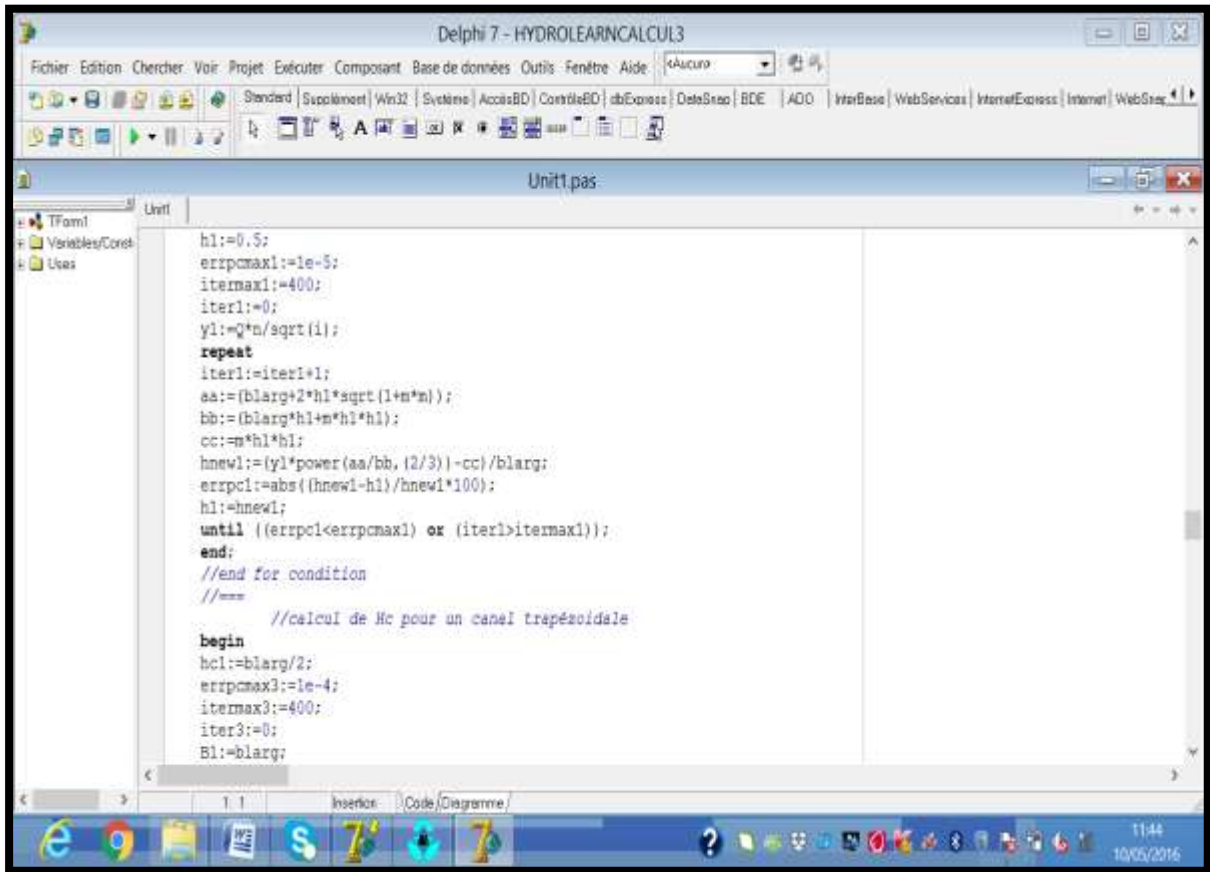 Delphi 7 - HYDROLEARNCALCUL3
Fichier Edition Chercher Voir Projet Exécuter Composant Base de données Outils Fenêtre Aide <Aucun>
Standard Supplément Win32 Système AccèsBD ContrôleBD dbExpress DataSnap BDE ADO InterBase WebServices InternetExpress Internet WebSnap
Unit1.pas
TForm1
Variables/Const
Uses
Unit1
h1:=0.5;
errpcmax1:=1e-5;
itermax1:=400;
iter1:=0;
y1:=Q*n/sqrt(i);
repeat
iter1:=iter1+1;
aa:=(blarg+2*h1*sqrt(1+m*m));
bb:=(blarg*h1+m*h1*h1);
cc:=m*h1*h1;
hnew1:=(y1*power(aa/bb,(2/3))-cc)/blarg;
errpc1:=abs((hnew1-h1)/hnew1*100);
h1:=hnew1;
until ((errpc1<errpcmax1) or (iter1>itermax1));
end;
//end for condition
//===
//calcul de Hc pour un canal trapézoidale
begin
hc1:=blarg/2;
errpcmax3:=1e-4;
itermax3:=400;
iter3:=0;
B1:=blarg;
1: 1 Insertion Code Diagramme
11:44
10/05/2016